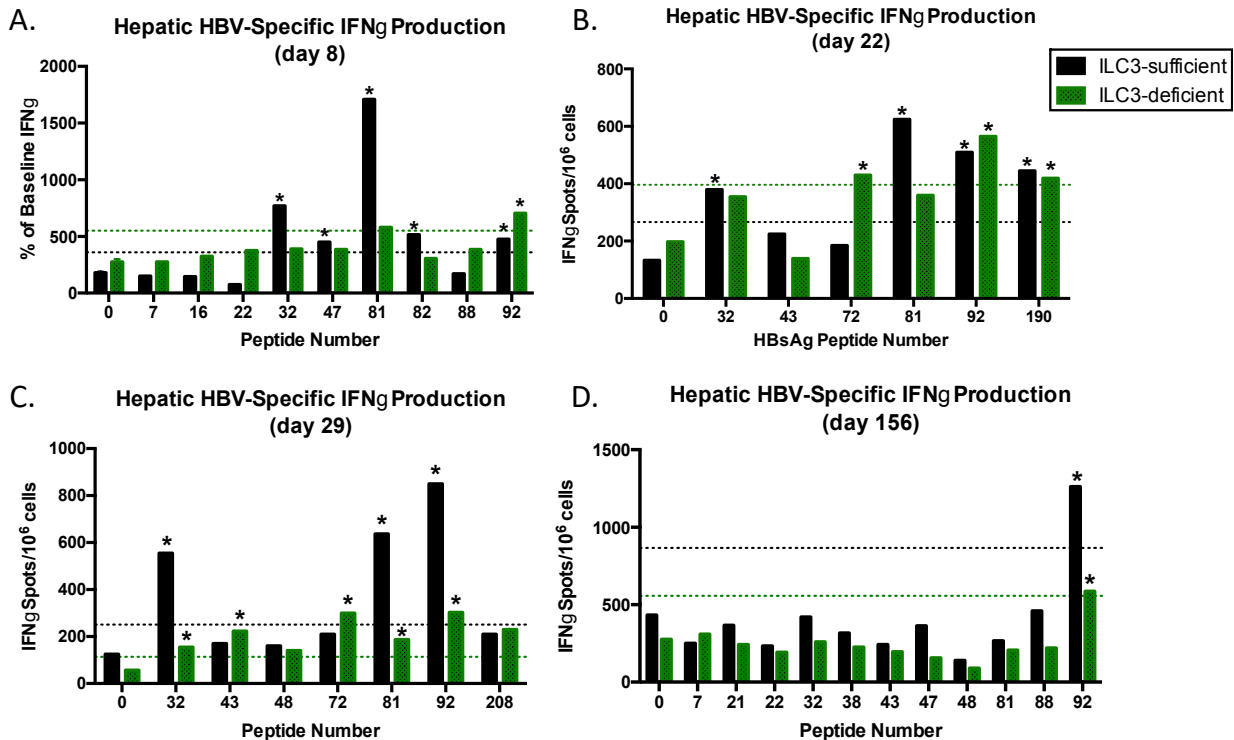 A.
Hepatic HBV-Specific IFNg Production
(day 8)
% of Baseline IFNg
2000
1500
1000
500
0
* * * * * *
0 7 16 22 32 47 81 82 88 92
Peptide Number
B.
Hepatic HBV-Specific IFNg Production
(day 22)
IFNg Spots/10⁶ cells
800
600
400
200
0
* * * * * * *
0 32 43 72 81 92 190
HBsAg Peptide Number
ILC3-sufficient
ILC3-deficient
C.
Hepatic HBV-Specific IFNg Production
(day 29)
IFNg Spots/10⁶ cells
1000
800
600
400
200
0
* * * * * * * *
0 32 43 48 72 81 92 208
Peptide Number
D.
Hepatic HBV-Specific IFNg Production
(day 156)
IFNg Spots/10⁶ cells
1500
1000
500
0
* *
0 7 21 22 32 38 43 47 48 81 88 92
Peptide Number